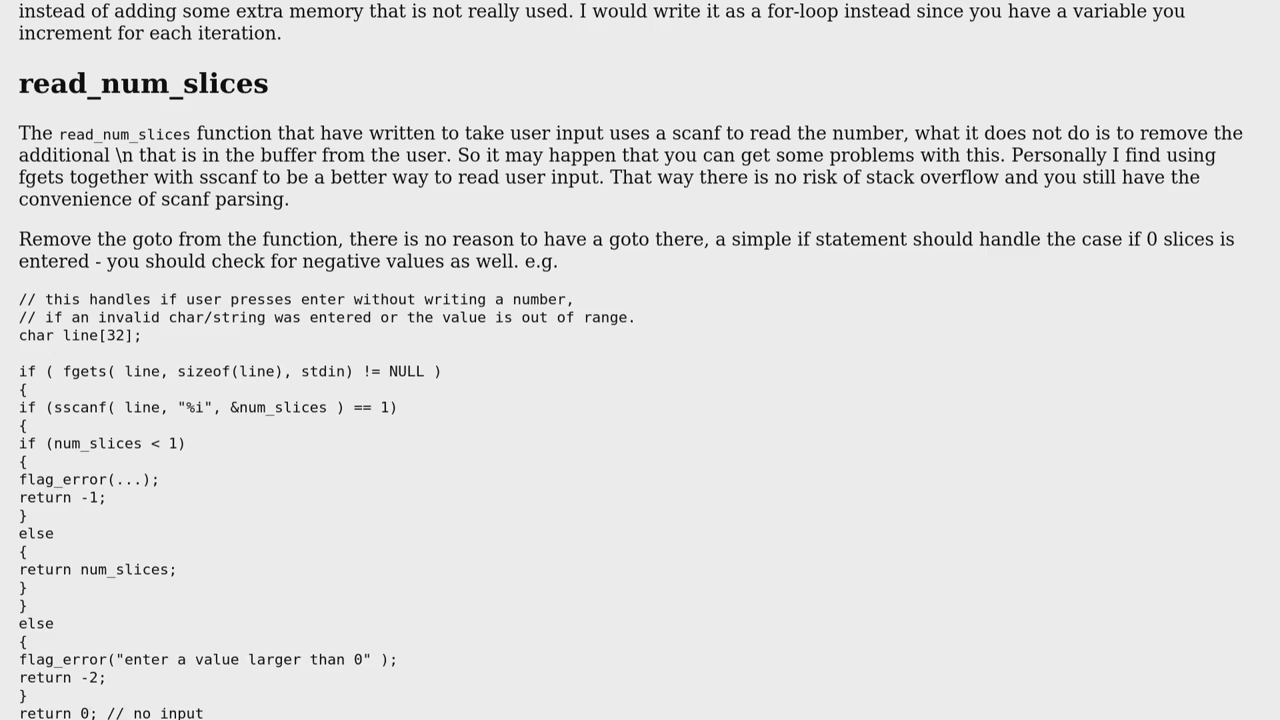 instead of adding some extra memory that is not really used. I would write it as a for-loop instead since you have a variable you
increment for each iteration.
read_num_slices
The read_num_slices function that have written to take user input uses a scanf to read the number, what it does not do is to remove the
additional \n that is in the buffer from the user. So it may happen that you can get some problems with this. Personally I find using
fgets together with sscanf to be a better way to read user input. That way there is no risk of stack overflow and you still have the
convenience of scanf parsing.
Remove the goto from the function, there is no reason to have a goto there, a simple if statement should handle the case if 0 slices is
entered - you should check for negative values as well. e.g.
// this handles if user presses enter without writing a number,
// if an invalid char/string was entered or the value is out of range.
char line[32];
if ( fgets( line, sizeof(line), stdin) != NULL )
{
if (sscanf( line, "%i", &num_slices ) == 1)
{
if (num_slices < 1)
{
flag_error(...);
return -1;
}
else
{
return num_slices;
}
}
else
{
flag_error("enter a value larger than 0" );
return -2;
}
return 0; // no input